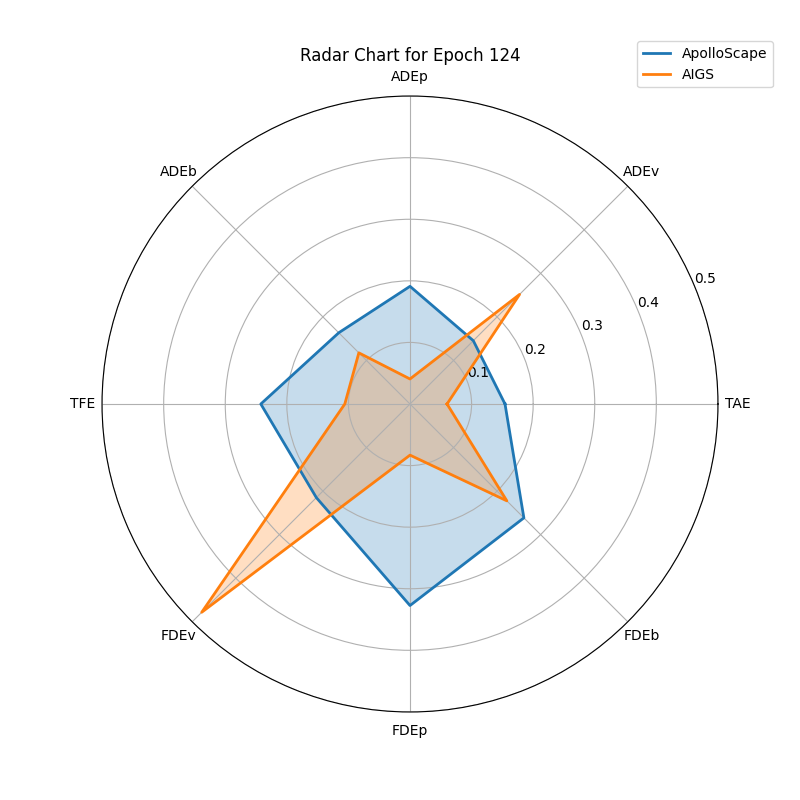 Radar Chart for Epoch 124
ApolloScape
AIGS
ADEp
ADEb
ADEv
0.5
0.4
0.3
0.2
0.1
TFE
TAE
FDEv
FDEb
FDEp